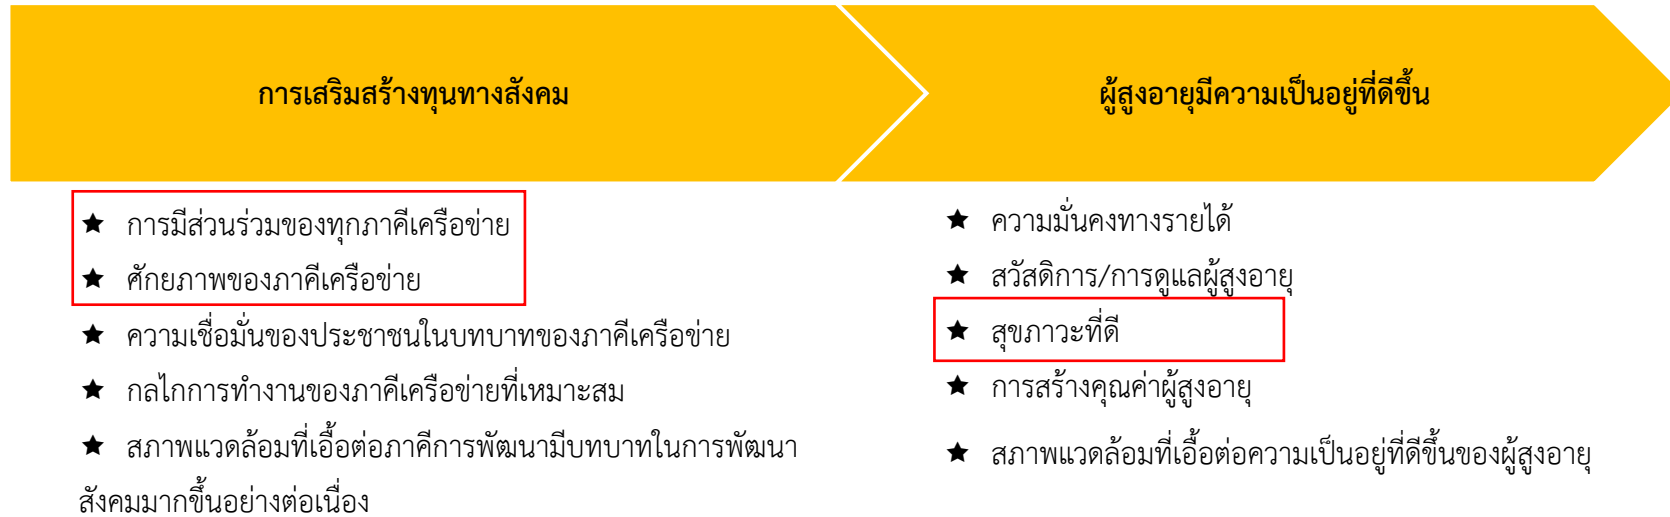 การเสริมสร้างทุนทางสังคม
★ การมีส่วนร่วมของทุกภาคีเครือข่าย
★ ศักยภาพของภาคีเครือข่าย
★ ความเชื่อมั่นของประชาชนในบทบาทของภาคีเครือข่าย
★ กลไกการทำงานของภาคีเครือข่ายที่เหมาะสม
★ สภาพแวดล้อมที่เอื้อต่อภาคีการพัฒนามีบทบาทในการพัฒนา
สังคมมากขึ้นอย่างต่อเนื่อง
ผู้สูงอายุมีความเป็นอยู่ที่ดีขึ้น
★ ความมั่นคงทางรายได้
★ สวัสดิการ/การดูแลผู้สูงอายุ
★ สุขภาวะที่ดี
★ การสร้างคุณค่าผู้สูงอายุ
★ สภาพแวดล้อมที่เอื้อต่อความเป็นอยู่ที่ดีขึ้นของผู้สูงอายุ